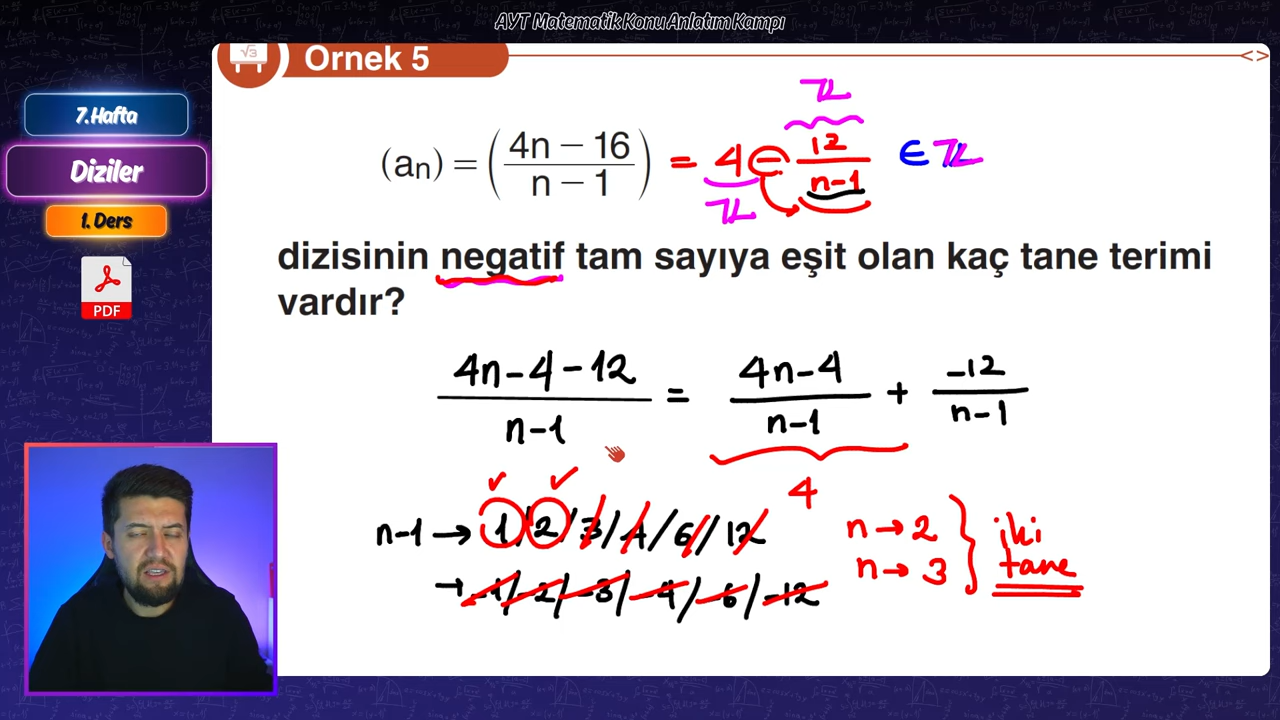 AYT Matematik Konu Anlatım Kampı
√3
Ornek 5
< >
7.Hafta
Diziler
1. Ders
PDF
(aₙ) = ((4n − 16)/(n − 1)) = 4 − 12/(n-1) ∈ ℤ
ℤ
ℤ
dizisinin negatif tam sayıya eşit olan kaç tane terimi
vardır?
(4n-4-12)/(n-1) = (4n-4)/(n-1) + (-12)/(n-1)
4
n-1 → 1/2/3/4/6/12
→ -1/-2/-3/-4/-6/-12
n → 2
n → 3
iki
tane